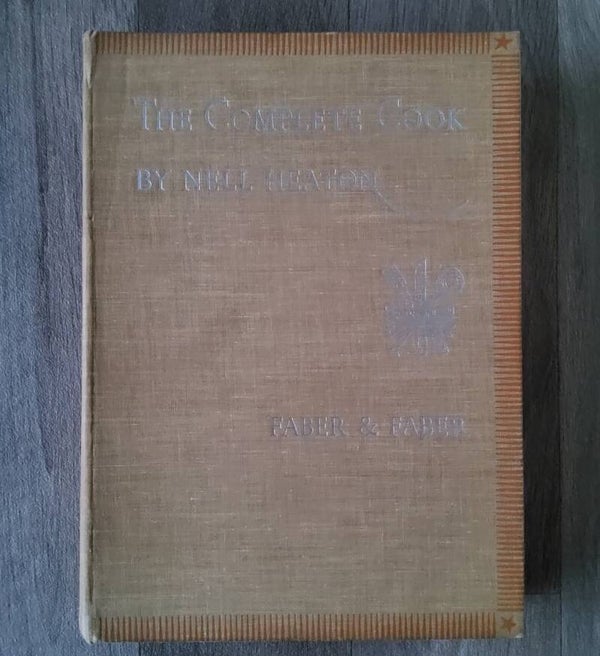 THE COMPLETE COOK
BY NELL HEATON
FABER & FABER